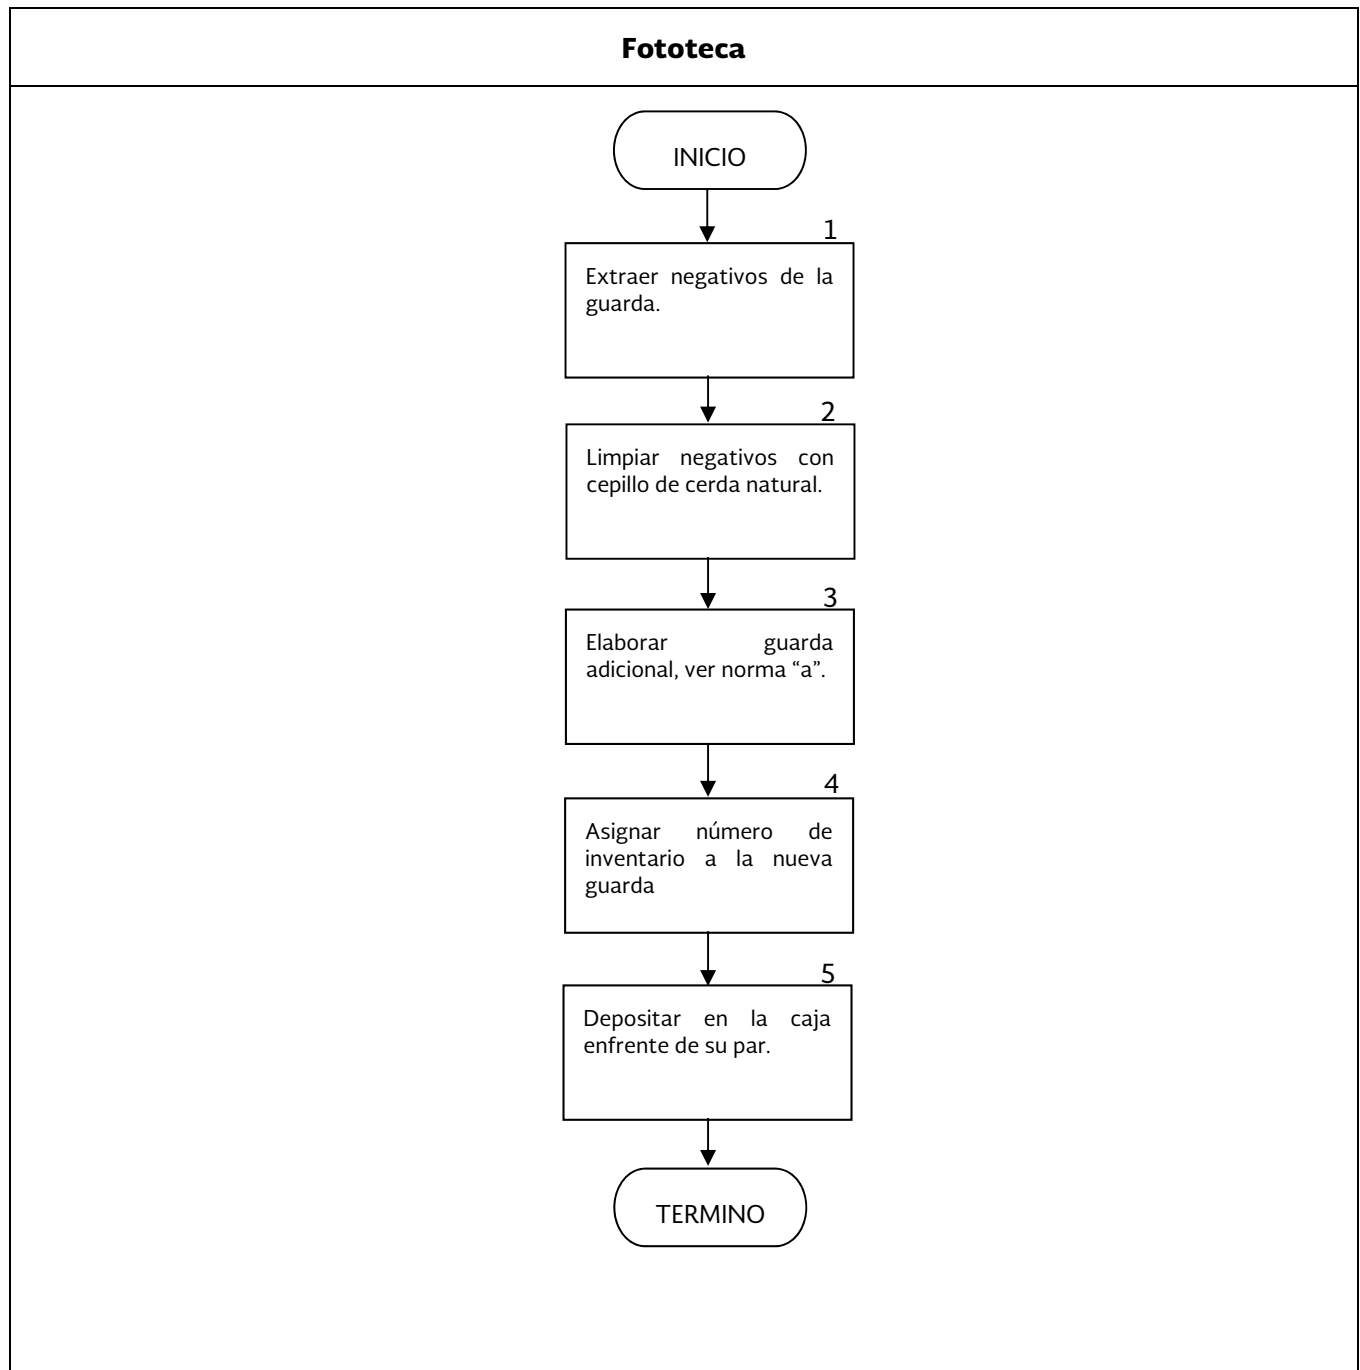 Fototeca
INICIO
1
Extraer negativos de la
guarda.
2
Limpiar negativos con
cepillo de cerda natural.
3
Elaborar guarda
adicional, ver norma “a”.
4
Asignar número de
inventario a la nueva
guarda
5
Depositar en la caja
enfrente de su par.
TERMINO